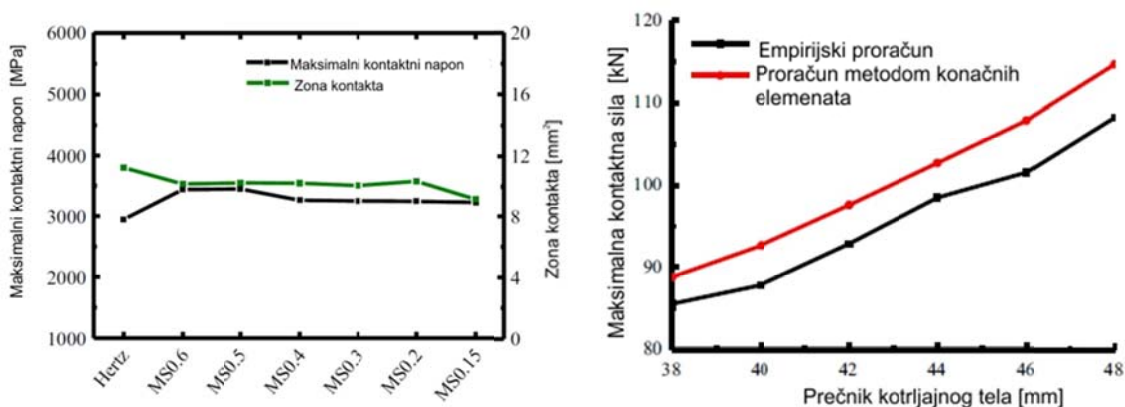 Maksimalni kontaktni napon [MPa]
6000
5000
4000
3000
2000
1000
Maksimalni kontaktni napon
Zona kontakta
20
16
12
8
4
0
Zona kontakta [mm²]
Hertz
MS0.6
MS0.5
MS0.4
MS0.3
MS0.2
MS0.15
Maksimalna kontaktna sila [kN]
120
110
100
90
80
Empirijski proračun
Proračun metodom konačnih
elemenata
38
40
42
44
46
48
Prečnik kotrljajnog tela [mm]